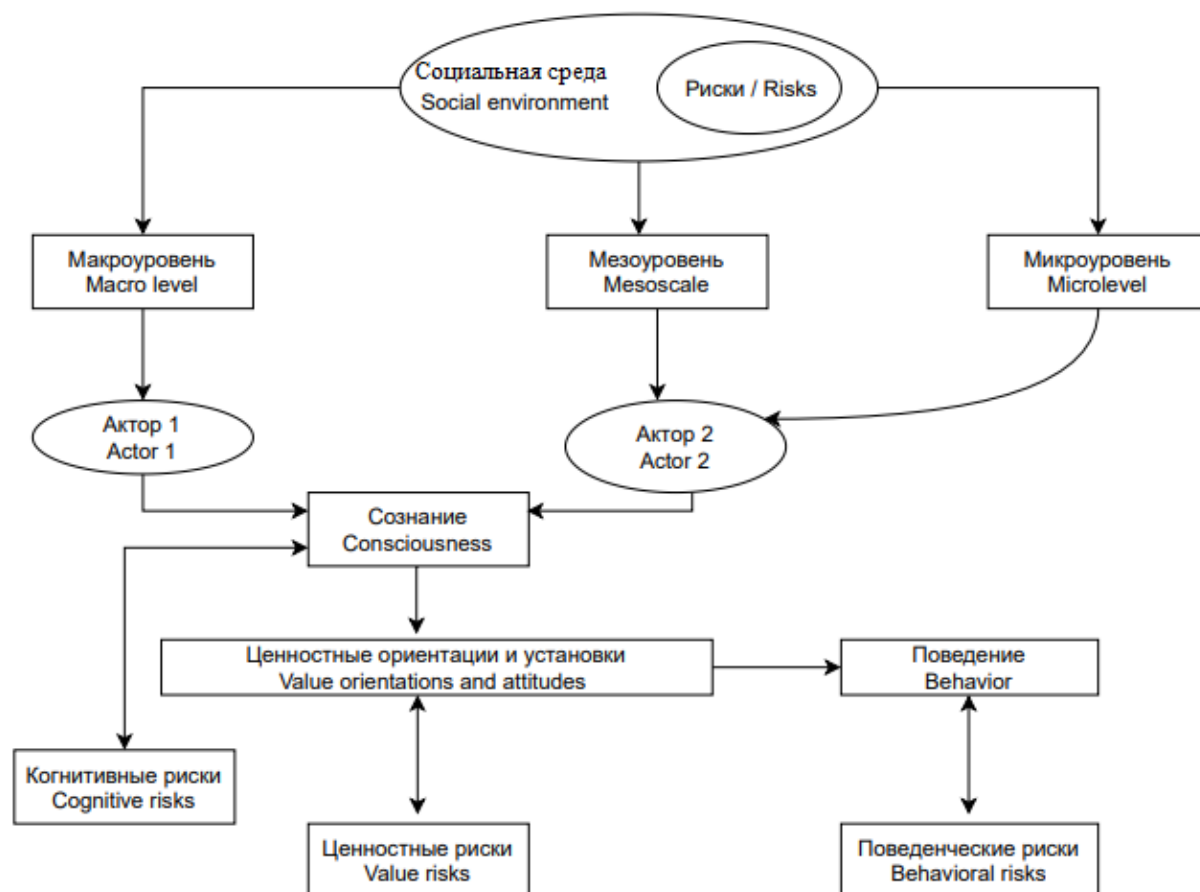 Социальная среда
Social environment
Риски / Risks
Макроуровень
Macro level
Мезоуровень
Mesoscale
Микроуровень
Microlevel
Актор 1
Actor 1
Актор 2
Actor 2
Сознание
Consciousness
Ценностные ориентации и установки
Value orientations and attitudes
Поведение
Behavior
Когнитивные риски
Cognitive risks
Ценностные риски
Value risks
Поведенческие риски
Behavioral risks